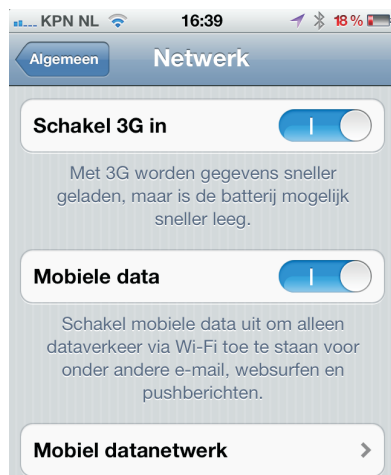 KPN NL 16:39 18%
Algemeen Netwerk
Schakel 3G in
Met 3G worden gegevens sneller
geladen, maar is de batterij mogelijk
sneller leeg.
Mobiele data
Schakel mobiele data uit om alleen
dataverkeer via Wi-Fi toe te staan voor
onder andere e-mail, websurfen en
pushberichten.
Mobiel datanetwerk